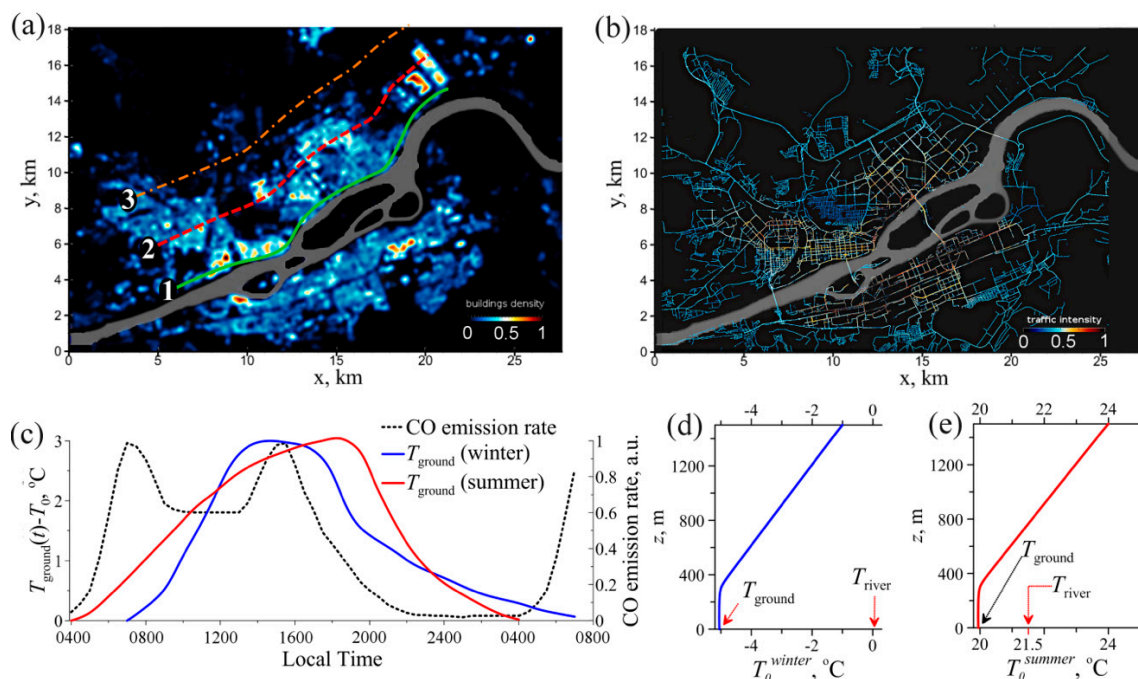 (a)
18
16
14
12
10
8
6
4
2
0
y, km
3
2
1
buildings density
0 0.5 1
0 5 10 15 20 25
x, km
(b)
18
16
14
12
10
8
6
4
2
0
y, km
traffic intensity
0 0.5 1
0 5 10 15 20 25
x, km
(c)
CO emission rate
T_ground (winter)
T_ground (summer)
3
2
1
0
T_ground(t)-T_0, °C
1
0.8
0.6
0.4
0.2
0
CO emission rate, a.u.
0400 0800 1200 1600 2000 2400 0400 0800
Local Time
(d)
-4 -2 0
1200
800
400
0
z, m
T_ground
T_river
-4 -2 0
T_0^winter, °C
(e)
20 22 24
1200
800
400
0
z, m
T_ground
T_river
20 21.5 24
T_0^summer, °C